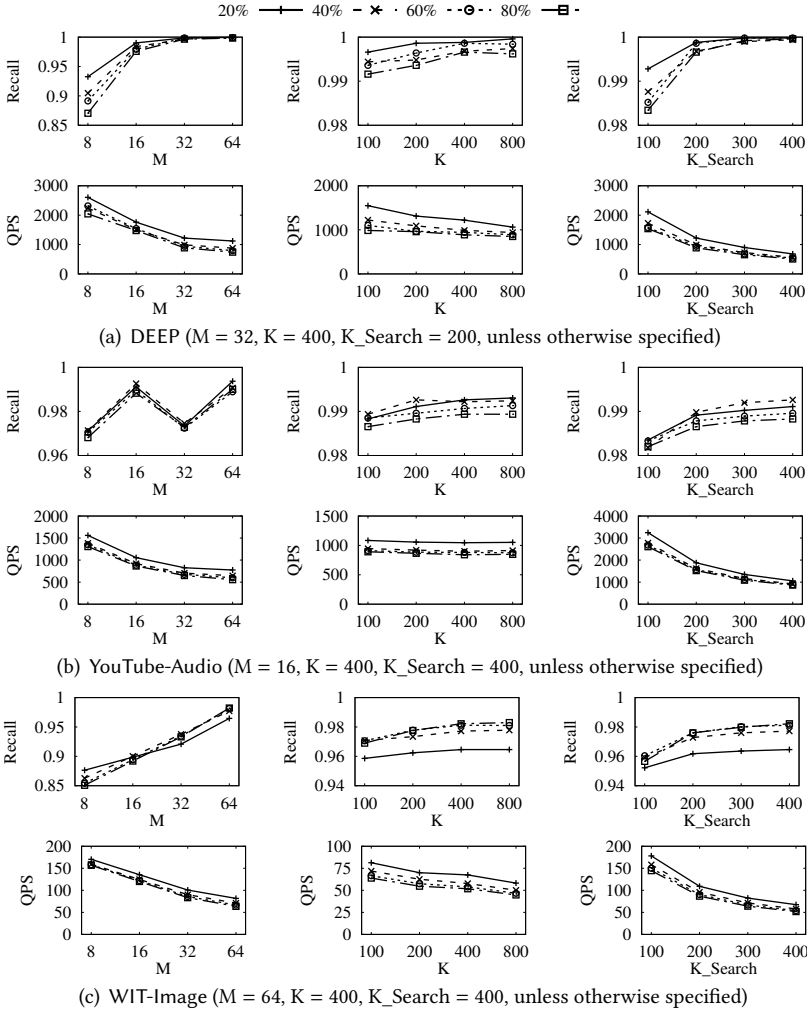 20% 40% 60% 80%
1
0.95
0.9
0.85
Recall
8 16 32 64
M
1
0.99
0.98
Recall
100 200 400 800
K
1
0.99
0.98
Recall
100 200 300 400
K_Search
3000
2000
1000
0
QPS
8 16 32 64
M
2000
1000
0
QPS
100 200 400 800
K
3000
2000
1000
0
QPS
100 200 300 400
K_Search
(a) DEEP (M = 32, K = 400, K_Search = 200, unless otherwise specified)
1
0.98
0.96
Recall
8 16 32 64
M
1
0.99
0.98
Recall
100 200 400 800
K
1
0.99
0.98
Recall
100 200 300 400
K_Search
2000
1500
1000
500
0
QPS
8 16 32 64
M
1500
1000
500
0
QPS
100 200 400 800
K
4000
3000
2000
1000
0
QPS
100 200 300 400
K_Search
(b) YouTube-Audio (M = 16, K = 400, K_Search = 400, unless otherwise specified)
1
0.95
0.9
0.85
Recall
8 16 32 64
M
1
0.98
0.96
0.94
Recall
100 200 400 800
K
1
0.98
0.96
0.94
Recall
100 200 300 400
K_Search
200
150
100
50
0
QPS
8 16 32 64
M
100
75
50
25
0
QPS
100 200 400 800
K
200
150
100
50
0
QPS
100 200 300 400
K_Search
(c) WIT-Image (M = 64, K = 400, K_Search = 400, unless otherwise specified)